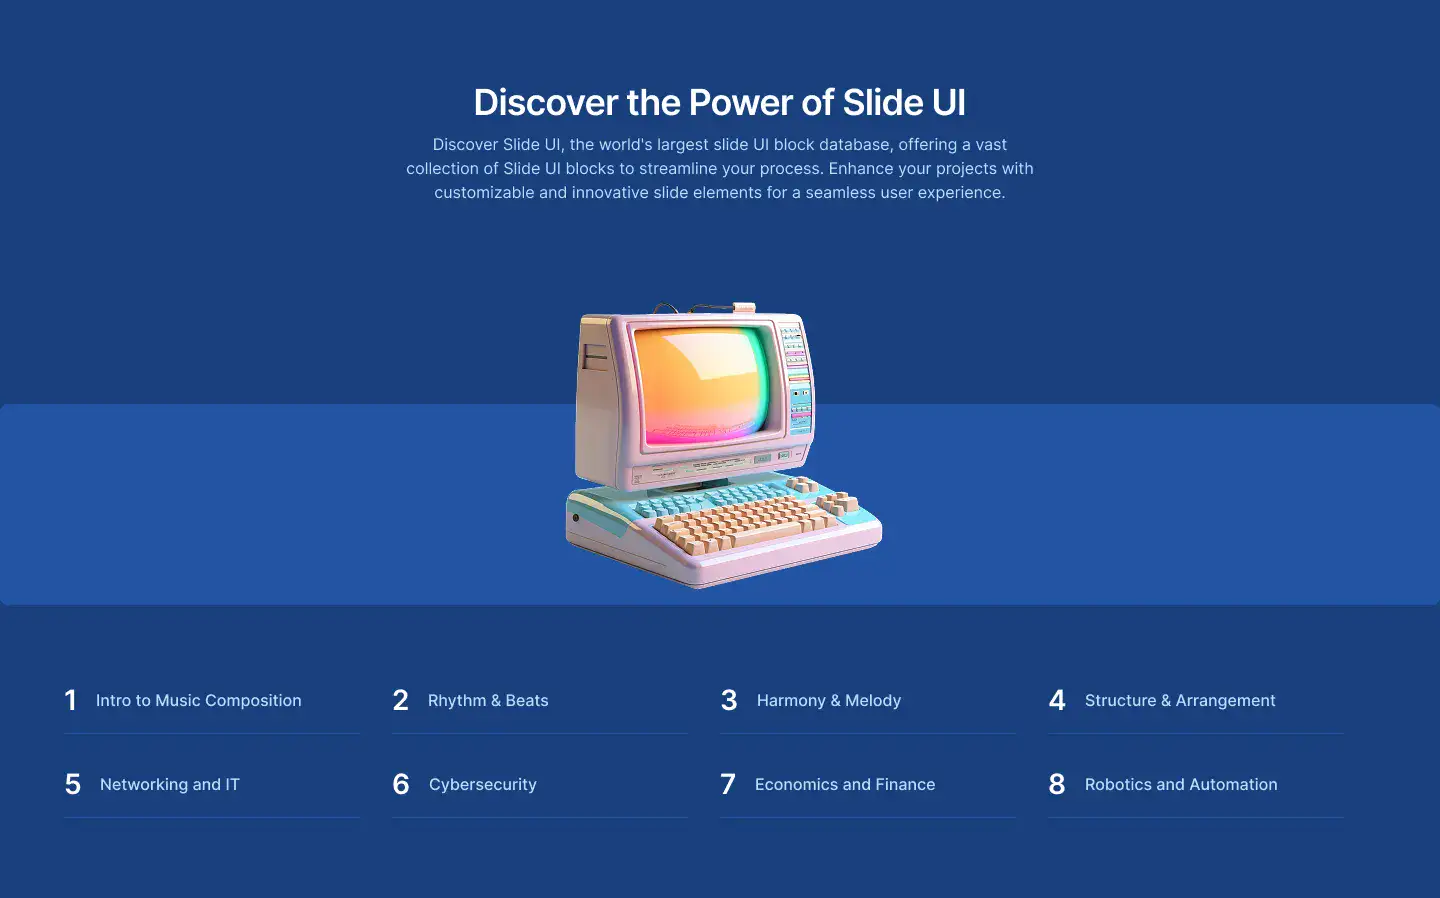 Discover the Power of Slide UI
Discover Slide UI, the world's largest slide UI block database, offering a vast
collection of Slide UI blocks to streamline your process. Enhance your projects with
customizable and innovative slide elements for a seamless user experience.
1 Intro to Music Composition
2 Rhythm & Beats
3 Harmony & Melody
4 Structure & Arrangement
5 Networking and IT
6 Cybersecurity
7 Economics and Finance
8 Robotics and Automation